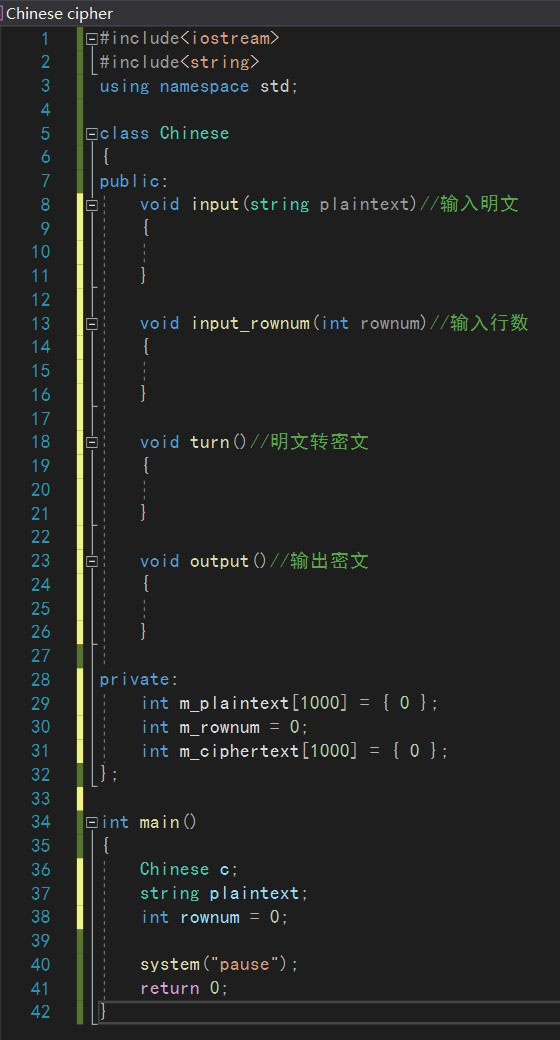 Chinese cipher
1 #include<iostream>
2 #include<string>
3 using namespace std;
4
5 class Chinese
6 {
7 public:
8 void input(string plaintext)//输入明文
9 {
10
11 }
12
13 void input_rownum(int rownum)//输入行数
14 {
15
16 }
17
18 void turn()//明文转密文
19 {
20
21 }
22
23 void output()//输出密文
24 {
25
26 }
27
28 private:
29 int m_plaintext[1000] = { 0 };
30 int m_rownum = 0;
31 int m_ciphertext[1000] = { 0 };
32 };
33
34 int main()
35 {
36 Chinese c;
37 string plaintext;
38 int rownum = 0;
39
40 system("pause");
41 return 0;
42 }